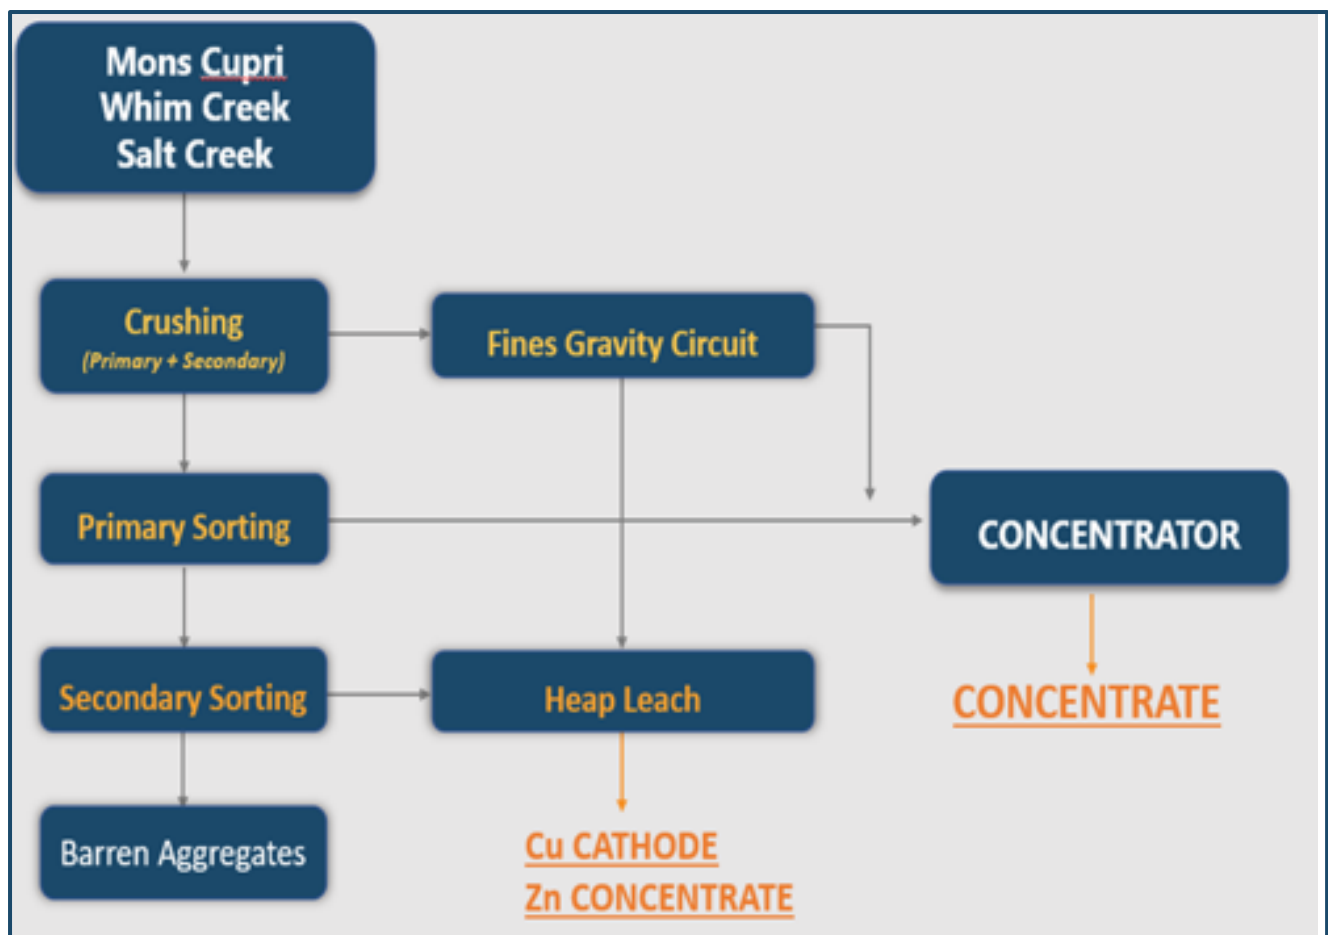 Mons Cupri
Whim Creek
Salt Creek
Crushing
(Primary + Secondary)
Fines Gravity Circuit
Primary Sorting
CONCENTRATOR
Secondary Sorting
Heap Leach
CONCENTRATE
Barren Aggregates
Cu CATHODE
Zn CONCENTRATE